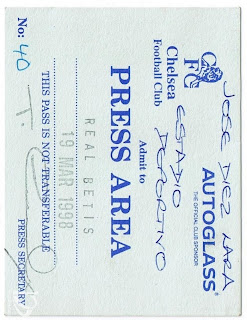 JOSE DIEZ LARA
CFC
AUTOGLASS®
THE OFFICIAL CLUB SPONSOR
Chelsea
Football Club
ESTADIO
DEPORTIVO
Admit to
PRESS AREA
REAL BETIS
19 MAR 1998
THIS PASS IS NOT TRANSFERABLE
No: 40
PRESS SECRETARY